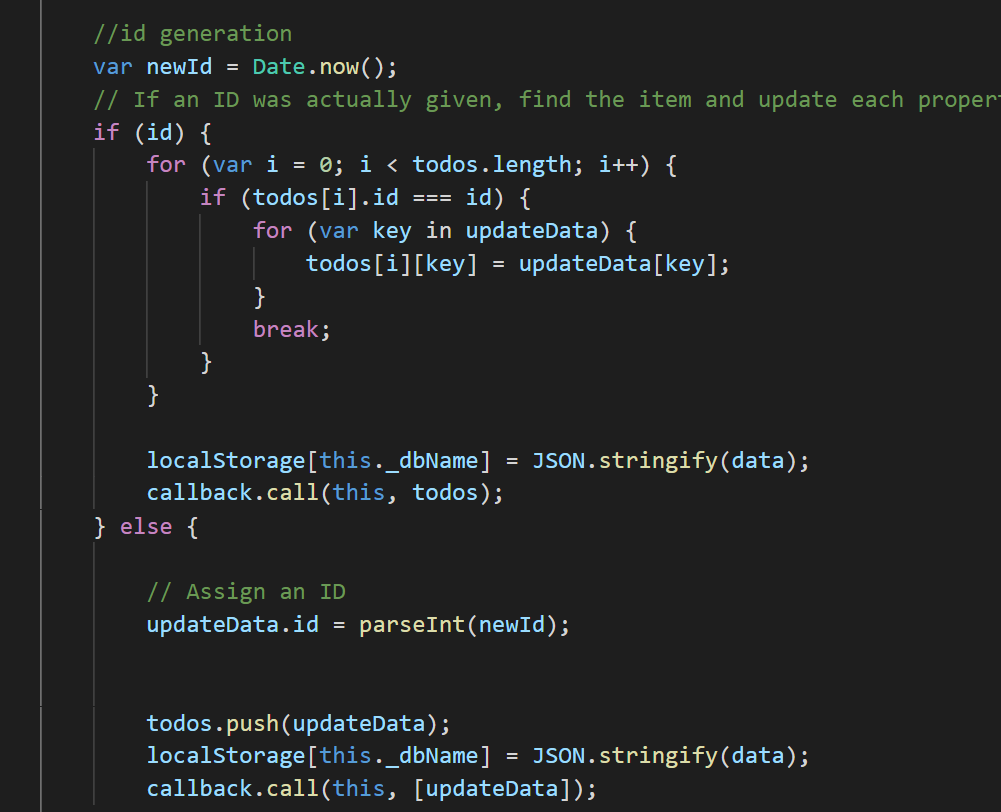 //id generation
var newId = Date.now();
// If an ID was actually given, find the item and update each
if (id) {
for (var i = 0; i < todos.length; i++) {
if (todos[i].id === id) {
for (var key in updateData) {
todos[i][key] = updateData[key];
}
break;
}
}
localStorage[this._dbName] = JSON.stringify(data);
callback.call(this, todos);
} else {
// Assign an ID
updateData.id = parseInt(newId);
todos.push(updateData);
localStorage[this._dbName] = JSON.stringify(data);
callback.call(this, [updateData]);